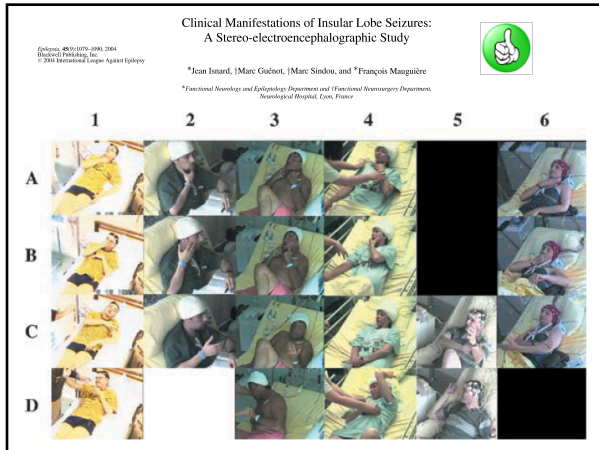 Clinical Manifestations of Insular Lobe Seizures:
A Stereo-electroencephalographic Study
Epilepsia, 45(9):1079–1090, 2004
Blackwell Publishing, Inc.
© 2004 International League Against Epilepsy
*Jean Isnard, †Marc Guénot, †Marc Sindou, and *François Mauguière
*Functional Neurology and Epileptology Department and †Functional Neurosurgery Department,
Neurological Hospital, Lyon, France
1 2 3 4 5 6
A
B
C
D